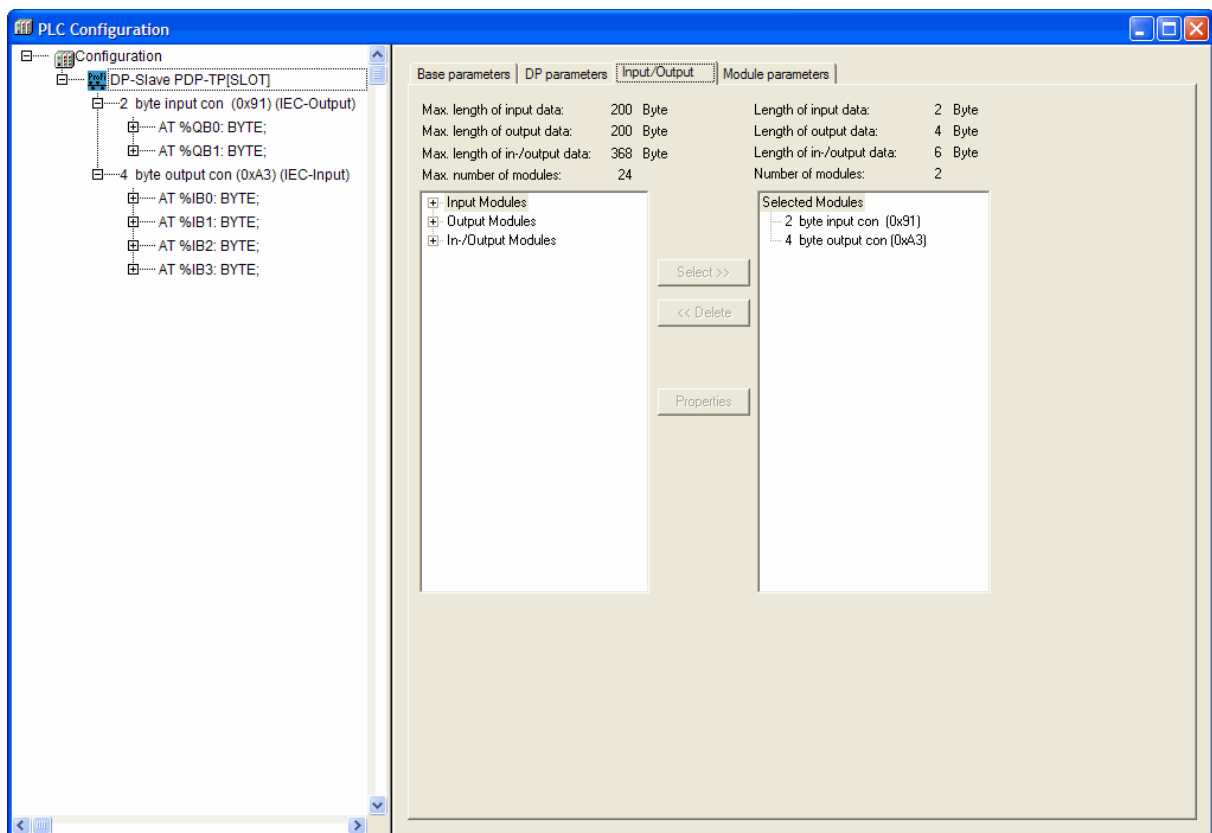 PLC Configuration
Configuration
DP-Slave PDP-TP[SLOT]
2 byte input con (0x91) (IEC-Output)
AT %QB0: BYTE;
AT %QB1: BYTE;
4 byte output con (0xA3) (IEC-Input)
AT %IB0: BYTE;
AT %IB1: BYTE;
AT %IB2: BYTE;
AT %IB3: BYTE;
Base parameters DP parameters Input/Output Module parameters
Max. length of input data: 200 Byte
Max. length of output data: 200 Byte
Max. length of in-/output data: 368 Byte
Max. number of modules: 24
Length of input data: 2 Byte
Length of output data: 4 Byte
Length of in-/output data: 6 Byte
Number of modules: 2
Input Modules
Output Modules
In-/Output Modules
Select >>
<< Delete
Properties
Selected Modules
2 byte input con (0x91)
4 byte output con (0xA3)